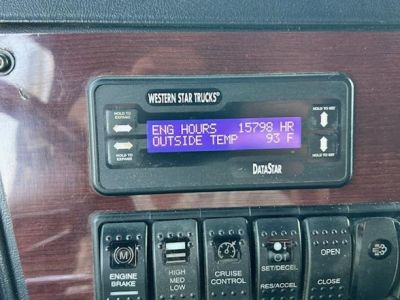 WESTERN STAR TRUCKS
HOLD TO EXPAND
HOLD TO SET
ENG HOURS 15798 HR
OUTSIDE TEMP 93 F
HOLD TO EXPAND
HOLD TO SET
DATASTAR
M
ENGINE BRAKE
HIGH
MED
LOW
CRUISE CONTROL
SET/DECEL
RES/ACCEL
OPEN
CLOSE